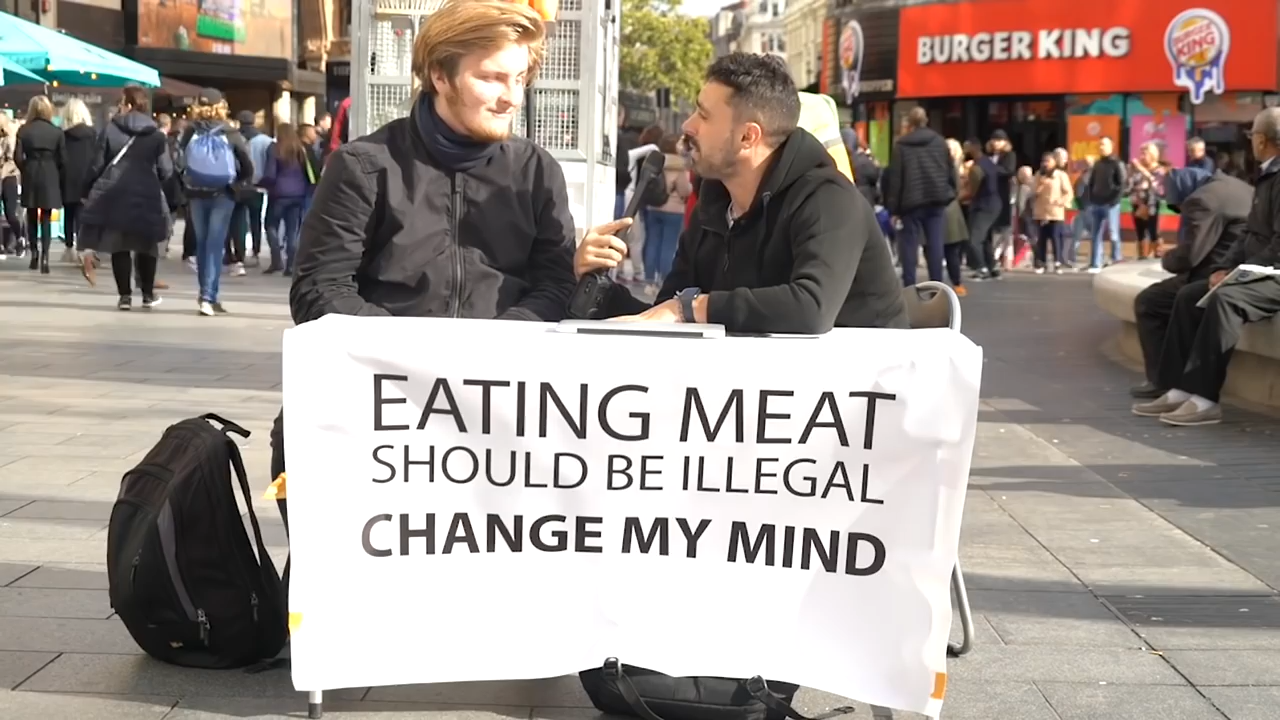 BURGER KING
BURGER
KING
EATING MEAT
SHOULD BE ILLEGAL
CHANGE MY MIND